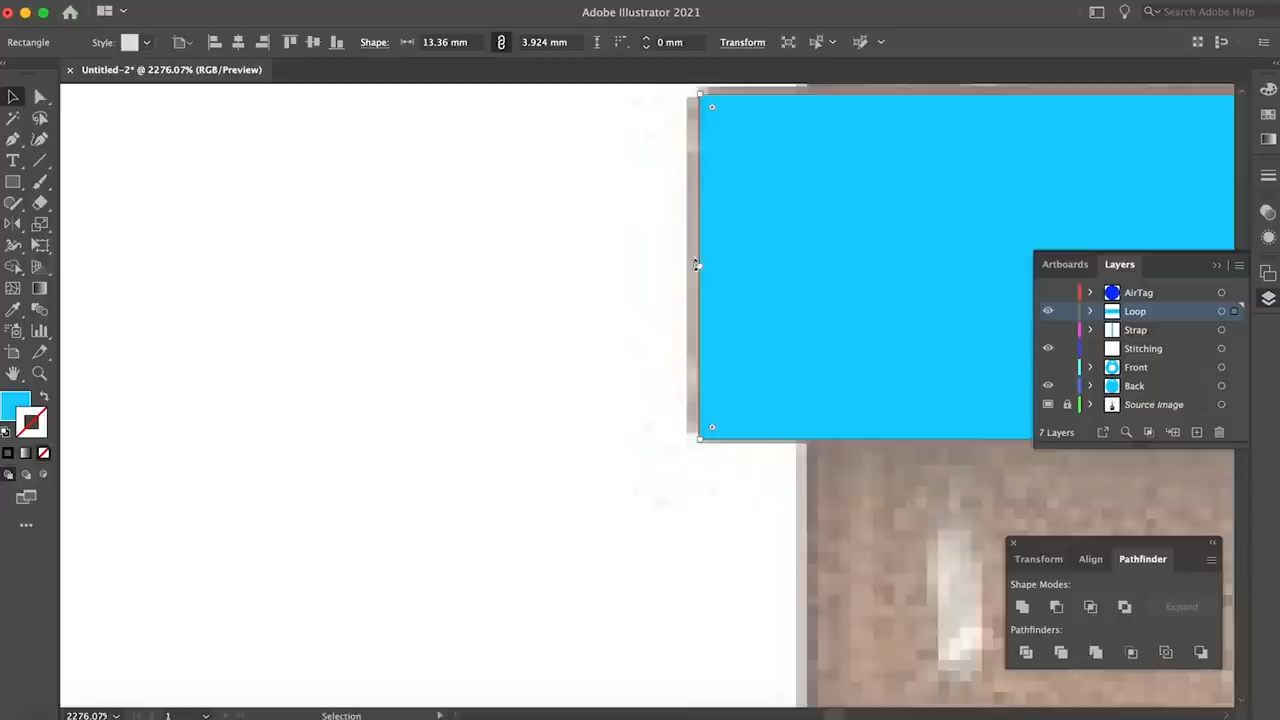 Adobe Illustrator 2021
Search Adobe Help
Rectangle
Style:
Shape:
13.36 mm
3.924 mm
0 mm
Transform
× Untitled-2* @ 2276.07% (RGB/Preview)
Artboards
Layers
AirTag
Loop
Strap
Stitching
Front
Back
Source Image
7 Layers
Transform
Align
Pathfinder
Shape Modes:
Expand
Pathfinders:
2276.07%
1
Selection